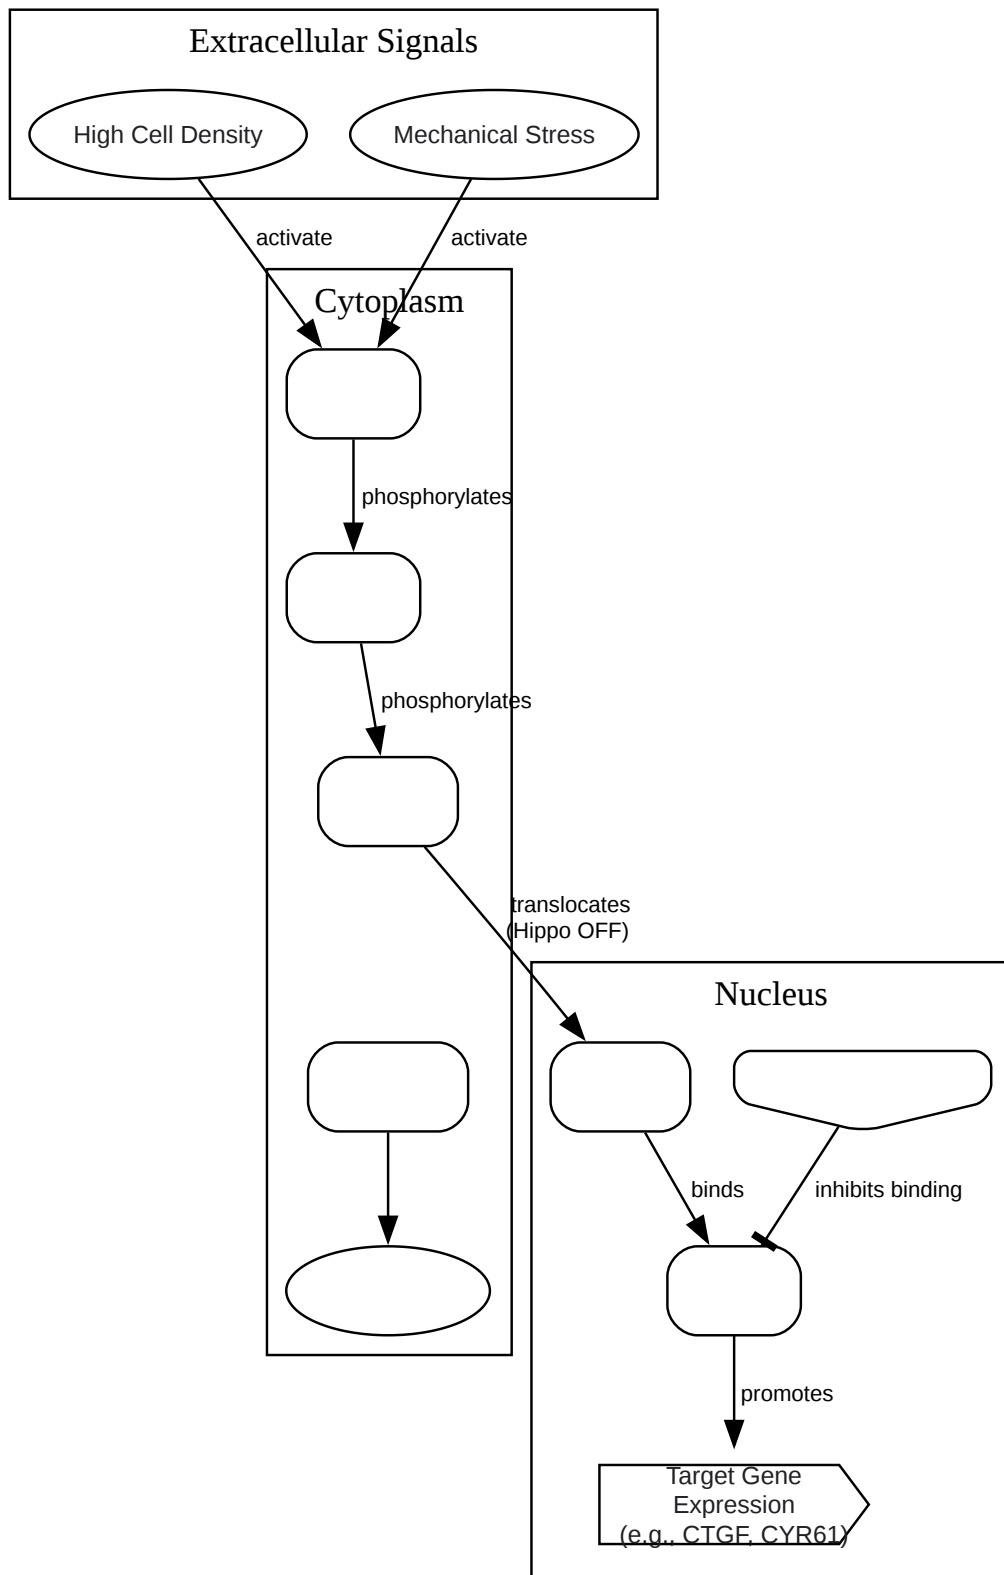 Extracellular Signals
High Cell Density
Mechanical Stress
activate
activate
Cytoplasm
phosphorylates
phosphorylates
translocates
(Hippo OFF)
Nucleus
binds
inhibits binding
promotes
Target Gene
Expression
(e.g., CTGF, CYR61)